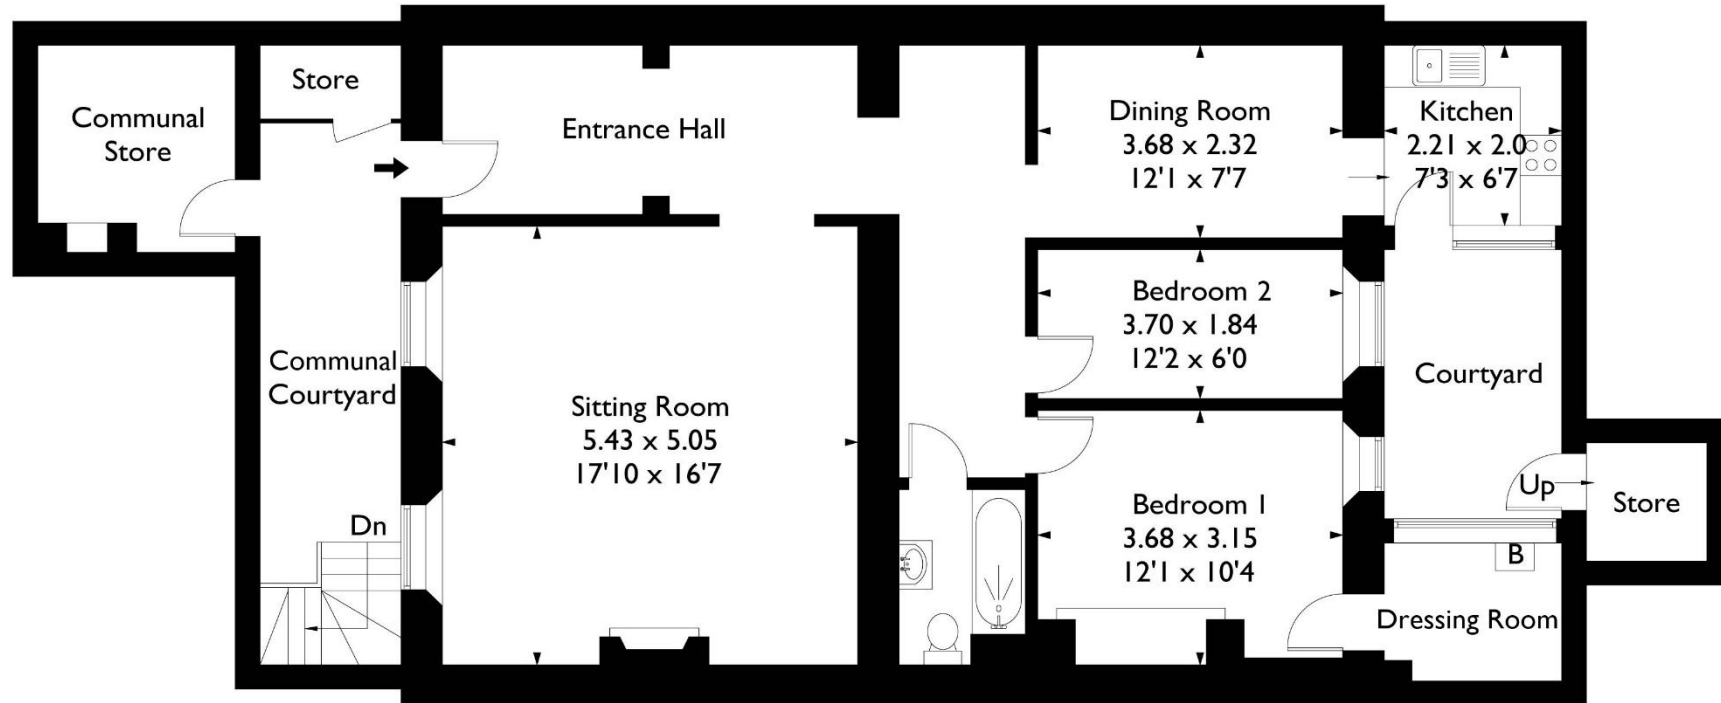 Communal
Store
Store
Entrance Hall
Dining Room
3.68 x 2.32
12'1 x 7'7
Kitchen
2.21 x 2.0
7'3 x 6'7
Communal
Courtyard
Dn
Sitting Room
5.43 x 5.05
17'10 x 16'7
Bedroom 2
3.70 x 1.84
12'2 x 6'0
Courtyard
Bedroom 1
3.68 x 3.15
12'1 x 10'4
Up
Store
B
Dressing Room